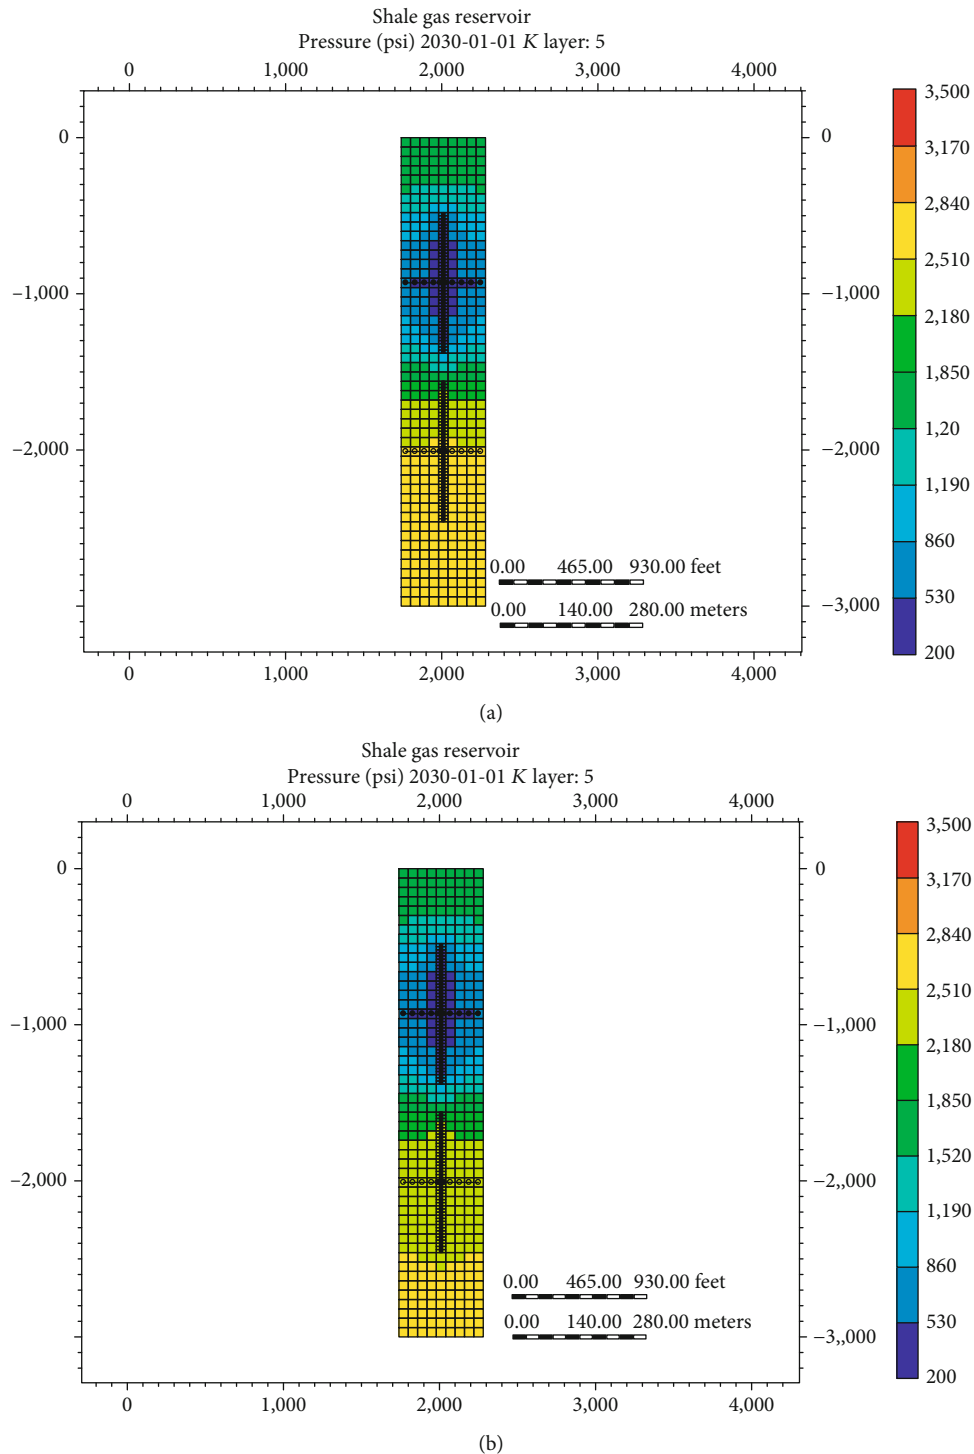 Shale gas reservoir
Pressure (psi) 2030-01-01 K layer: 5
0 1,000 2,000 3,000 4,000
0 0
−1,000 −1,000
−2,000 −2,000
−3,000
0.00 465.00 930.00 feet
0.00 140.00 280.00 meters
0 1,000 2,000 3,000 4,000
3,500
3,170
2,840
2,510
2,180
1,850
1,20
1,190
860
530
200
(a)
Shale gas reservoir
Pressure (psi) 2030-01-01 K layer: 5
0 1,000 2,000 3,000 4,000
0 0
−1,000 −1,,000
−2,000 −2,,000
−3,,000
0.00 465.00 930.00 feet
0.00 140.00 280.00 meters
0 1,000 2,000 3,000 4,000
3,500
3,170
2,840
2,510
2,180
1,850
1,520
1,190
860
530
200
(b)